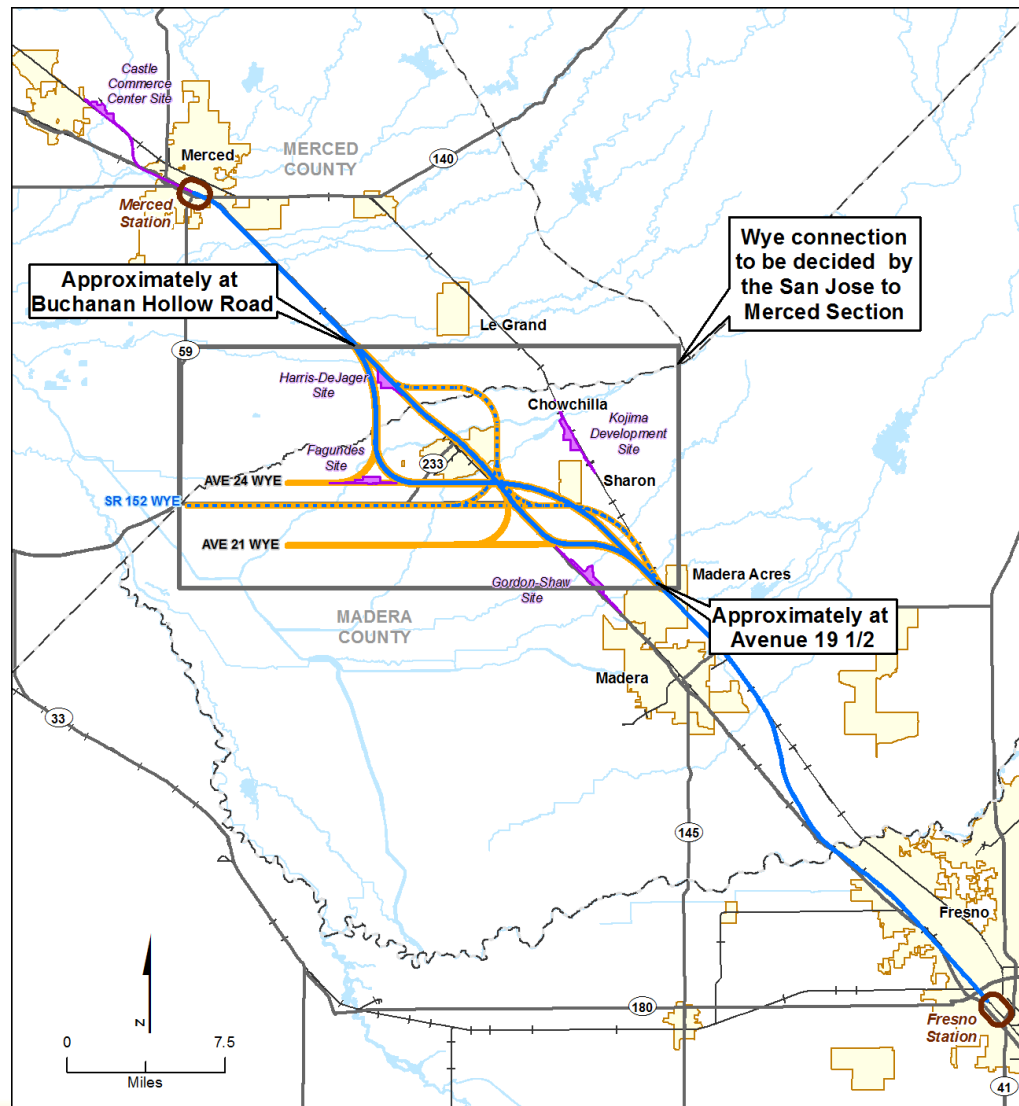 Castle
Commerce
Center Site
Merced
MERCED
COUNTY
140
Merced
Station
Wye connection
to be decided by
the San Jose to
Merced Section
Approximately at
Buchanan Hollow Road
Le Grand
59
Harris-DeJager
Site
Chowchilla
Kojima
Development
Site
Fagundes
Site
233
AVE 24 WYE
Sharon
SR 152 WYE
AVE 21 WYE
Gordon-Shaw
Site
Madera Acres
MADERA
COUNTY
Approximately at
Avenue 19 1/2
Madera
33
145
Fresno
N
180
Fresno
Station
0
7.5
Miles
41